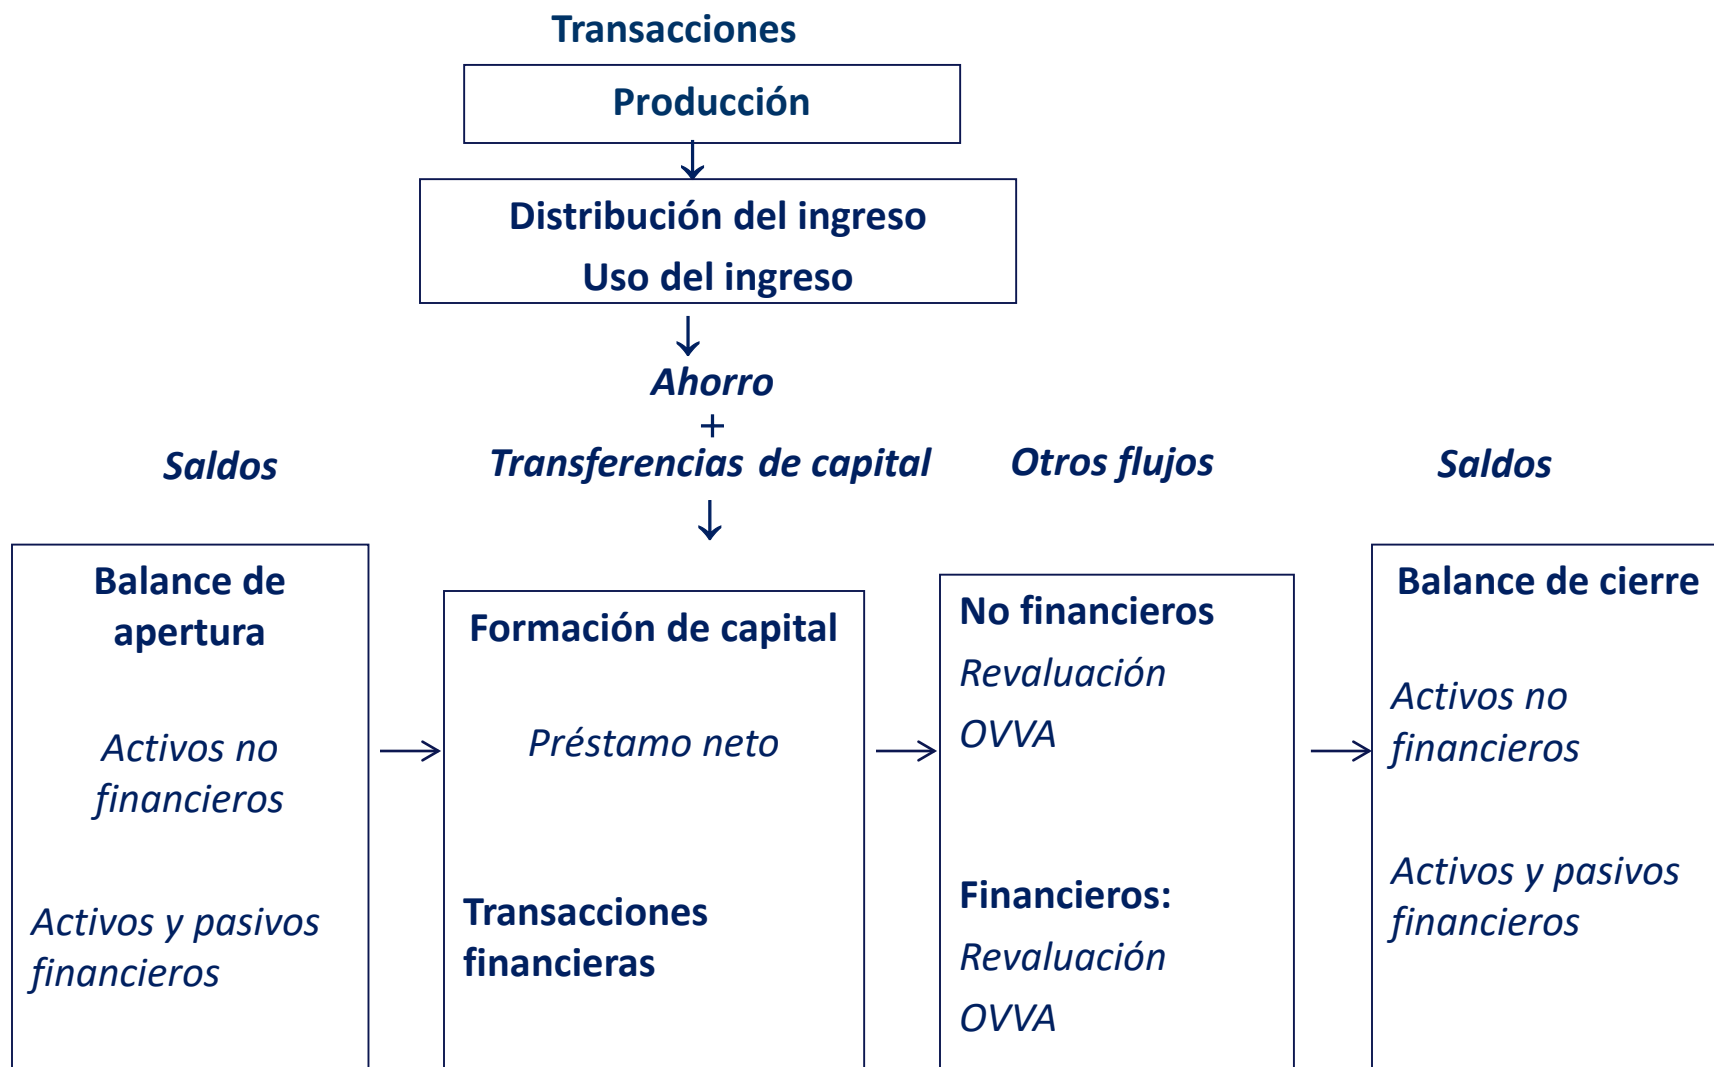 Transacciones
Producción
Distribución del ingreso
Uso del ingreso
Ahorro
+
Transferencias de capital
Saldos
Otros flujos
Saldos
Balance de
apertura
Activos no
financieros
Activos y pasivos
financieros
Formación de capital
Préstamo neto
Transacciones
financieras
No financieros
Revaluación
OVVA
Financieros:
Revaluación
OVVA
Balance de cierre
Activos no
financieros
Activos y pasivos
financieros